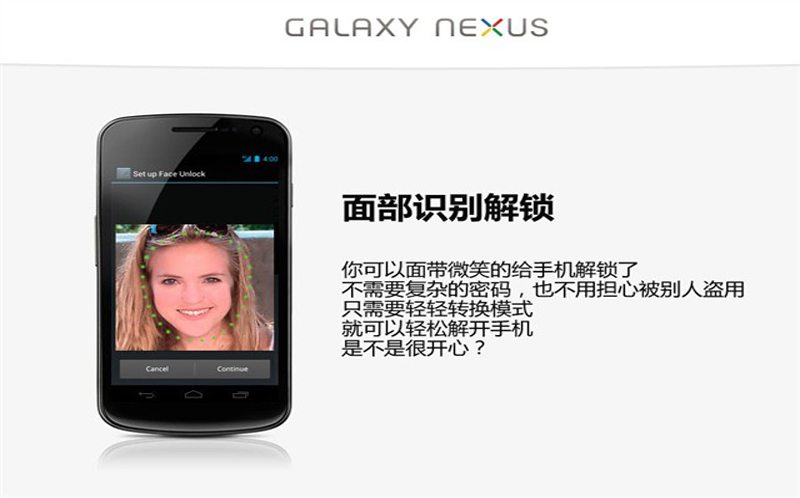 GALAXY NEXUS
4:00
Set up Face Unlock
Cancel
Continue
面部识别解锁
你可以面带微笑的给手机解锁了
不需要复杂的密码，也不用担心被别人盗用
只需要轻轻转换模式
就可以轻松解开手机
是不是很开心？